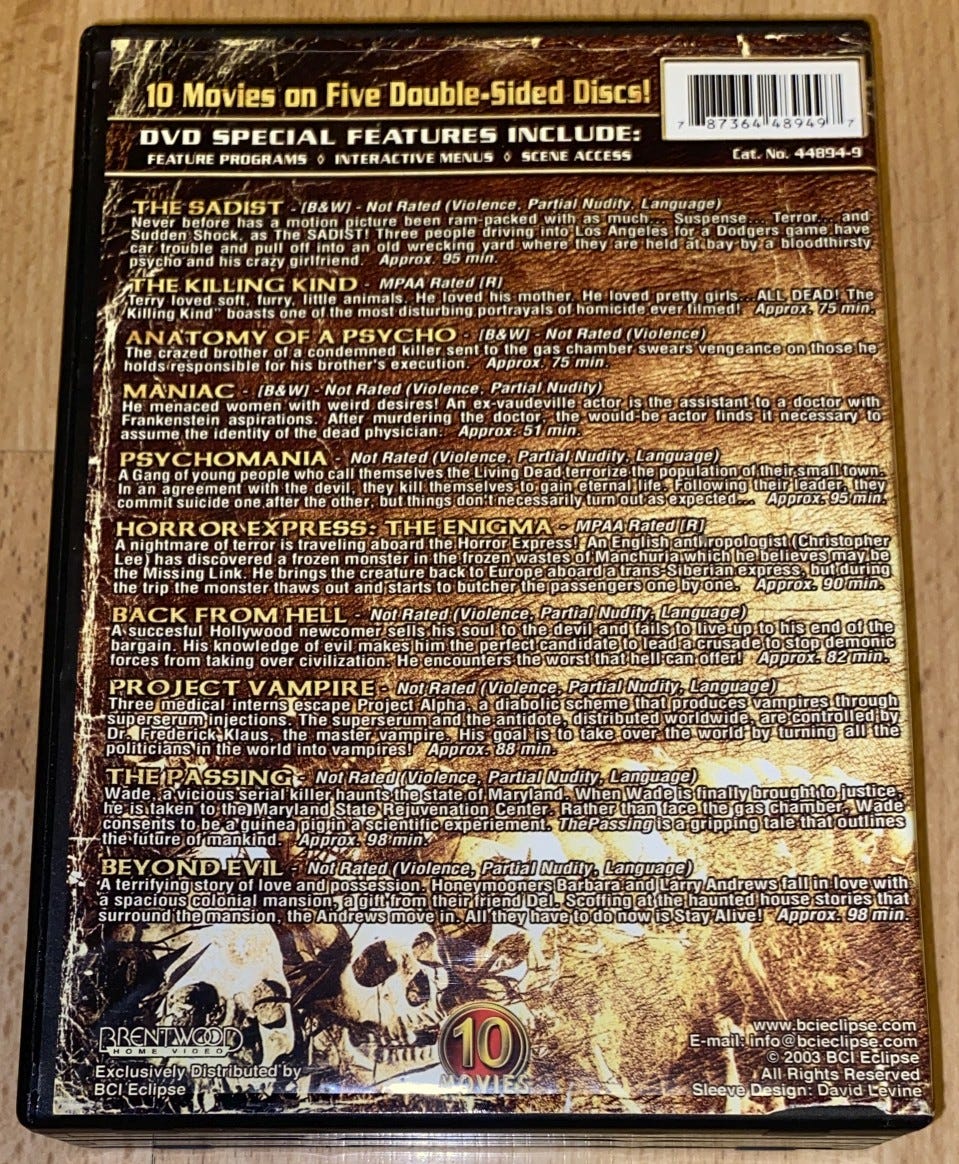 10 Movies on Five Double-Sided Discs!
7 87364 48949 7
DVD SPECIAL FEATURES INCLUDE:
FEATURE PROGRAMS ◊ INTERACTIVE MENUS ◊ SCENE ACCESS
Cat. No. 44894-9
THE SADIST - [B&W] - Not Rated (Violence, Partial Nudity, Language)
Never before has a motion picture been ram-packed with as much... Suspense... Terror... and
Sudden Shock, as The SADIST! Three people driving into Los Angeles for a Dodgers game have
car trouble and pull off into an old wrecking yard where they are held at bay by a bloodthirsty
psycho and his crazy girlfriend. Approx. 95 min.
THE KILLING KIND - MPAA Rated [R]
Terry loved soft, furry, little animals. He loved his mother. He loved pretty girls...ALL DEAD! The
Killing Kind" boasts one of the most disturbing portrayals of homicide ever filmed! Approx. 75 min.
ANATOMY OF A PSYCHO - [B&W] - Not Rated (Violence)
The crazed brother of a condemned killer sent to the gas chamber swears vengeance on those he
holds responsible for his brother's execution. Approx. 75 min.
MANIAC - [B&W] - Not Rated (Violence, Partial Nudity)
He menaced women with weird desires! An ex-vaudeville actor is the assistant to a doctor with
Frankenstein aspirations. After murdering the doctor, the would-be actor finds it necessary to
assume the identity of the dead physician. Approx. 51 min.
PSYCHOMANIA - Not Rated (Violence, Partial Nudity, Language)
A Gang of young people who call themselves the Living Dead terrorize the population of their small town.
In an agreement with the devil, they kill themselves to gain eternal life. Following their leader, they
commit suicide one after the other, but things don't necessarily turn out as expected... Approx. 95 min.
HORROR EXPRESS: THE ENIGMA - MPAA Rated [R]
A nightmare of terror is traveling aboard the Horror Express! An English anthropologist (Christopher
Lee) has discovered a frozen monster in the frozen wastes of Manchuria which he believes may be
the Missing Link. He brings the creature back to Europe aboard a trans-Siberian express, but during
the trip the monster thaws out and starts to butcher the passengers one by one. Approx. 90 min.
BACK FROM HELL Not Rated (Violence, Partial Nudity, Language)
A succesful Hollywood newcomer sells his soul to the devil and fails to live up to his end of the
bargain. His knowledge of evil makes him the perfect candidate to lead a crusade to stop demonic
forces from taking over civilization. He encounters the worst that hell can offer! Approx. 82 min.
PROJECT VAMPIRE - Not Rated (Violence, Partial Nudity, Language)
Three medical interns escape Project Alpha, a diabolic scheme that produces vampires through
superserum injections. The superserum and the antidote, distributed worldwide, are controlled by
Dr. Frederick Klaus, the master vampire. His goal is to take over the world by turning all the
politicians in the world into vampires! Approx. 88 min.
THE PASSING - Not Rated (Violence, Partial Nudity, Language)
Wade, a vicious serial killer haunts the state of Maryland. When Wade is finally brought to justice,
he is taken to the Maryland State Rejuvenation Center. Rather than face the gas chamber, Wade
consents to be a guinea pig in a scientific experiement. The Passing is a gripping tale that outlines
the future of mankind. Approx. 98 min.
BEYOND EVIL - Not Rated (Violence, Partial Nudity, Language)
A terrifying story of love and possession. Honeymooners Barbara and Larry Andrews fall in love with
a spacious colonial mansion, a gift from their friend Del. Scoffing at the haunted house stories that
surround the mansion, the Andrews move in. All they have to do now is Stay Alive! Approx. 98 min.
BRENTWOOD
HOME VIDEO
Exclusively Distributed by
BCI Eclipse
10
MOVIES
www.bcieclipse.com
E-mail: info@bcieclipse.com
© 2003 BCI Eclipse
All Rights Reserved
Sleeve Design: David Levine